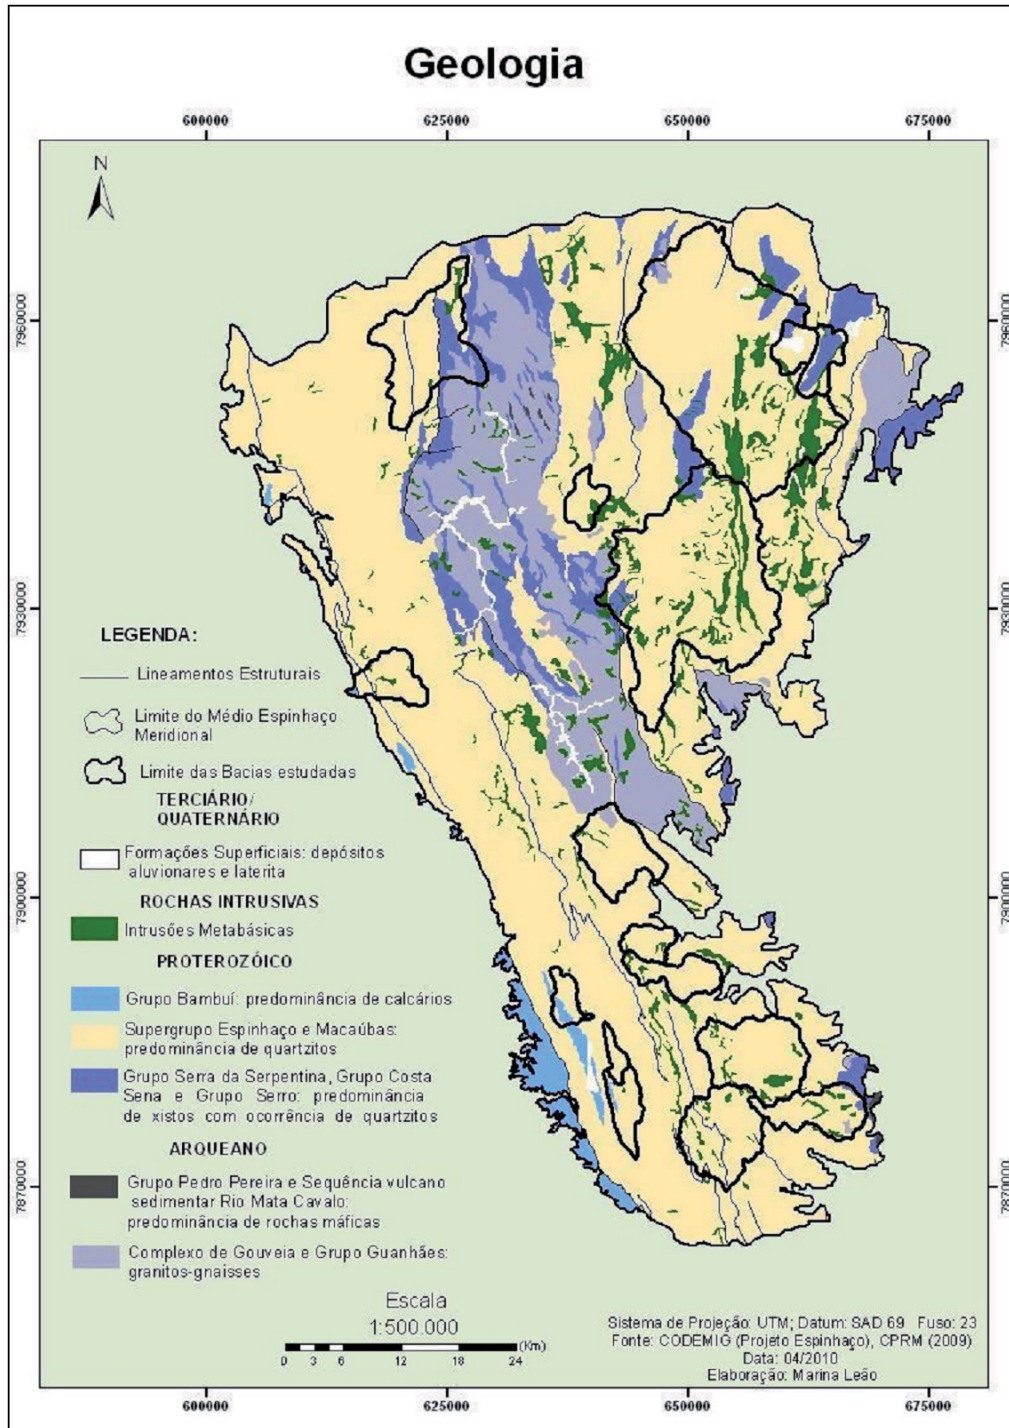 Geologia
600000 625000 650000 675000
N
7960000 7960000
7930000 7930000
LEGENDA:
Lineamentos Estruturais
Limite do Médio Espinhaço
Meridional
Limite das Bacias estudadas
TERCIÁRIO/
QUATERNÁRIO
Formações Superficiais: depósitos
aluvionares e laterita
7900000 7900000
ROCHAS INTRUSIVAS
Intrusões Metabásicas
PROTEROZÓICO
Grupo Bambuí: predominância de calcários
Supergrupo Espinhaço e Macaúbas:
predominância de quartzitos
Grupo Serra da Serpentina, Grupo Costa
Sena e Grupo Serro: predominância
de xistos com ocorrência de quartzitos
ARQUEANO
7870000 7870000
Grupo Pedro Pereira e Sequência vulcano
sedimentar Rio Mata Cavalo:
predominância de rochas máficas
Complexo de Gouveia e Grupo Guanhães:
granitos-gnaisses
Escala
1:500.000
(Km)
0 3 6 12 18 24
Sistema de Projeção: UTM; Datum: SAD 69 Fuso: 23
Fonte: CODEMIG (Projeto Espinhaço), CPRM (2009)
Data: 04/2010
Elaboração: Marina Leão
600000 625000 650000 675000